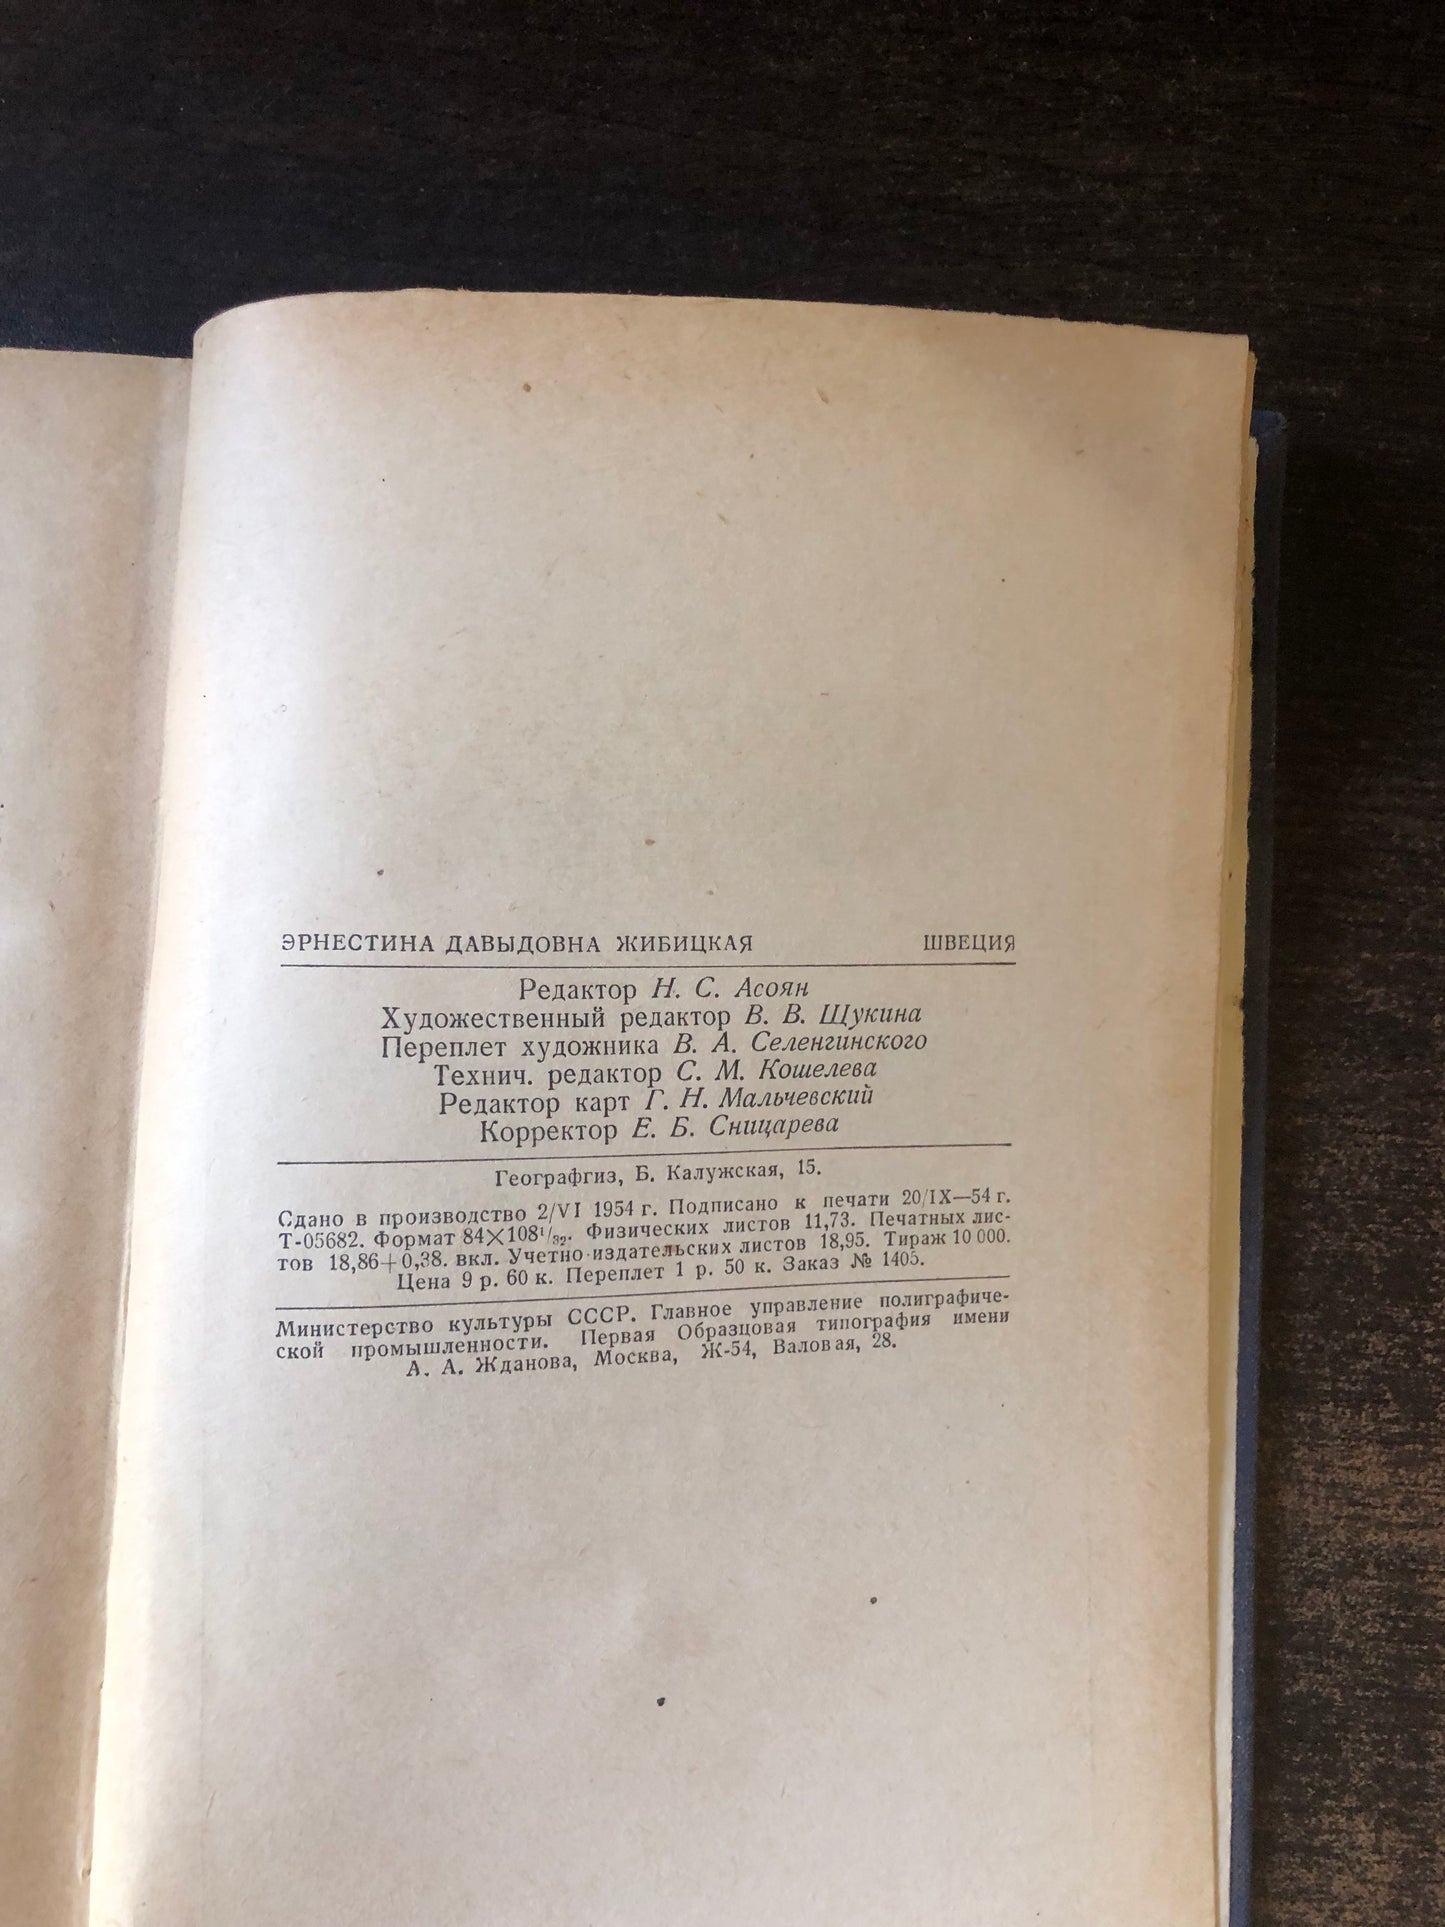 ЭРНЕСТИНА ДАВЫДОВНА ЖИБИЦКАЯ ШВЕЦИЯ
Редактор Н. С. Асоян
Художественный редактор В. В. Щукина
Переплет художника В. А. Селенгинского
Технич. редактор С. М. Кошелева
Редактор карт Г. Н. Мальчевский
Корректор Е. Б. Сницарева
Географгиз, Б. Калужская, 15.
Сдано в производство 2/VI 1954 г. Подписано к печати 20/IX—54 г.
Т-05682. Формат 84×108¹/₃₂. Физических листов 11,73. Печатных лис-
тов 18,86+0,38. вкл. Учетно-издательских листов 18,95. Тираж 10 000.
Цена 9 р. 60 к. Переплет 1 р. 50 к. Заказ № 1405.
Министерство культуры СССР. Главное управление полиграфиче-
ской промышленности. Первая Образцовая типография имени
А. А. Жданова, Москва, Ж-54, Валовая, 28.